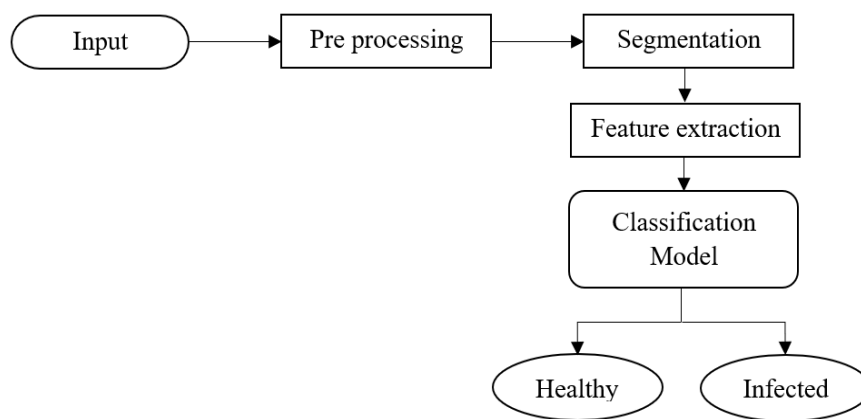 Input
Pre processing
Segmentation
Feature extraction
Classification
Model
Healthy
Infected